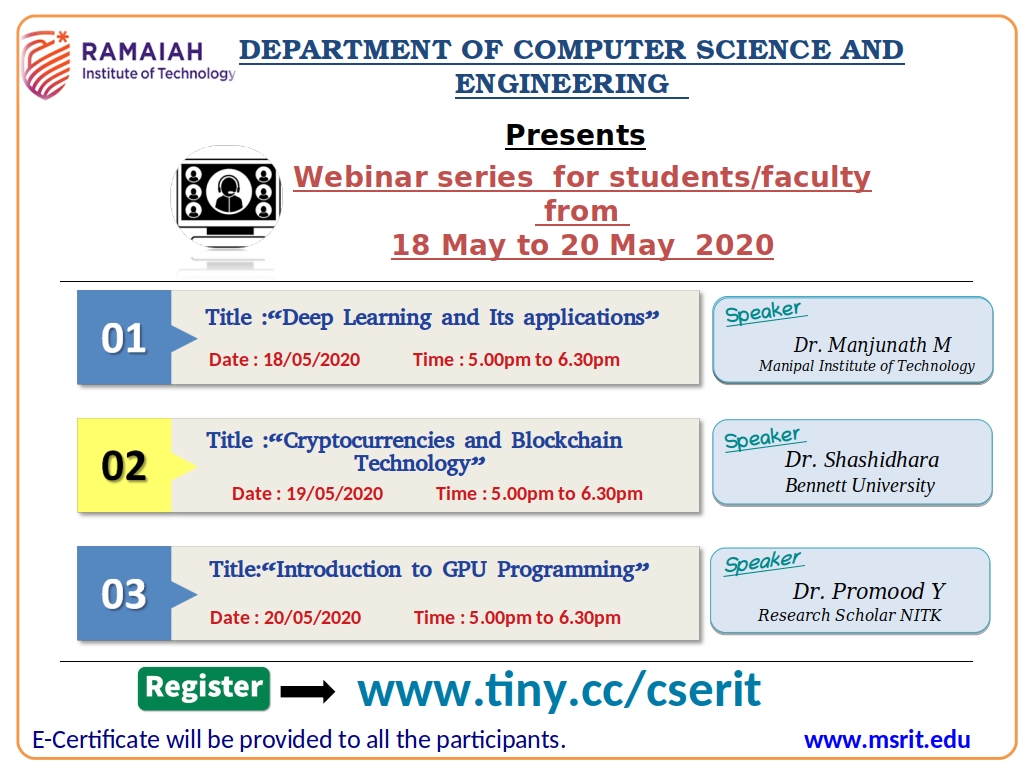 RAMAIAH
Institute of Technology
DEPARTMENT OF COMPUTER SCIENCE AND
ENGINEERING
Presents
Webinar series for students/faculty
from
18 May to 20 May 2020
01
Title :“Deep Learning and Its applications”
Date : 18/05/2020 Time : 5.00pm to 6.30pm
Speaker
Dr. Manjunath M
Manipal Institute of Technology
02
Title :“Cryptocurrencies and Blockchain
Technology”
Date : 19/05/2020 Time : 5.00pm to 6.30pm
Speaker
Dr. Shashidhara
Bennett University
03
Title:“Introduction to GPU Programming”
Date : 20/05/2020 Time : 5.00pm to 6.30pm
Speaker
Dr. Promood Y
Research Scholar NITK
Register www.tiny.cc/cserit
E-Certificate will be provided to all the participants. www.msrit.edu